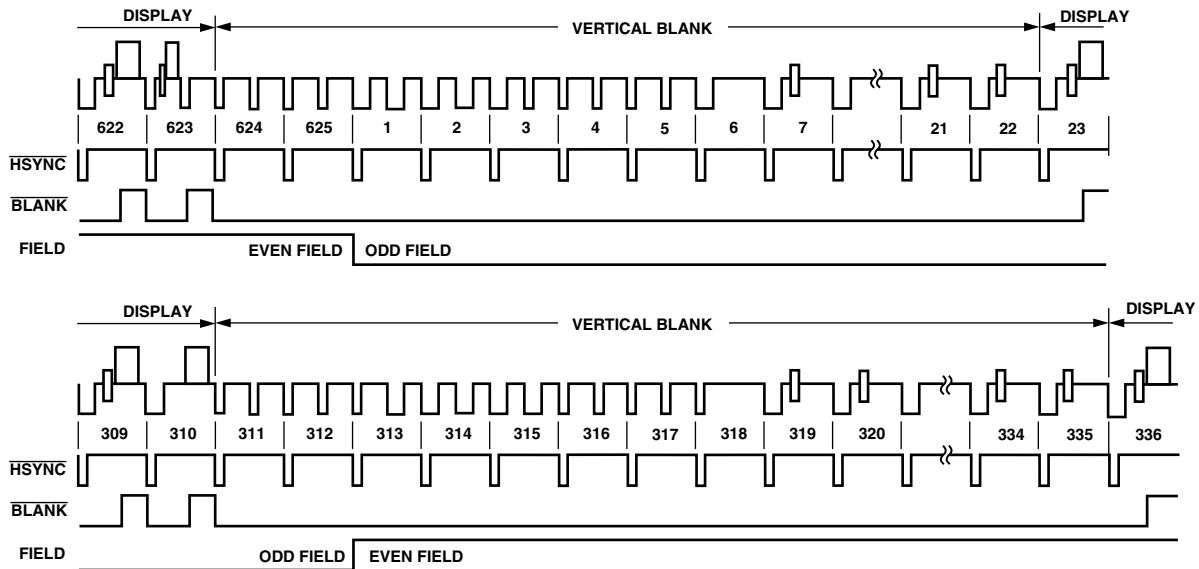 DISPLAY VERTICAL BLANK DISPLAY
622 623 624 625 1 2 3 4 5 6 7 21 22 23
HSYNC
BLANK
FIELD EVEN FIELD ODD FIELD
DISPLAY VERTICAL BLANK DISPLAY
309 310 311 312 313 314 315 316 317 318 319 320 334 335 336
HSYNC
BLANK
FIELD ODD FIELD EVEN FIELD